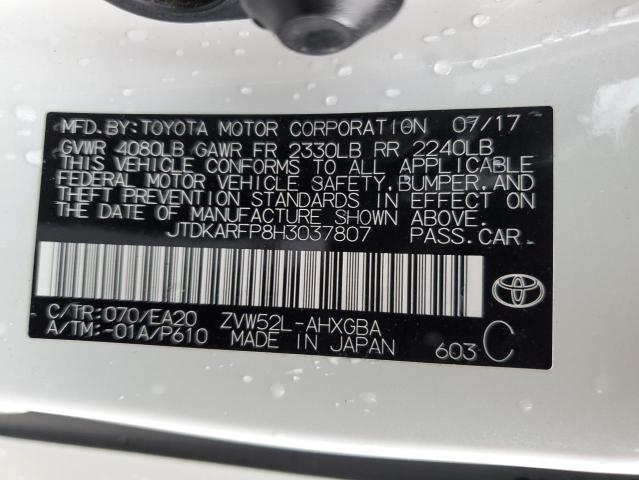 MFD. BY: TOYOTA MOTOR CORPORATION 07/17
GVWR 4080LB GAWR FR 2330LB RR 2240LB
THIS VEHICLE CONFORMS TO ALL APPLICABLE
FEDERAL MOTOR VEHICLE SAFETY, BUMPER, AND
THEFT PREVENTION STANDARDS IN EFFECT ON
THE DATE OF MANUFACTURE SHOWN ABOVE.
JTDKARFP8H3037807 PASS. CAR
C/TR: 070/EA20 ZVW52L-AHXGBA
A/TM: -01A/P610 MADE IN JAPAN 603 C